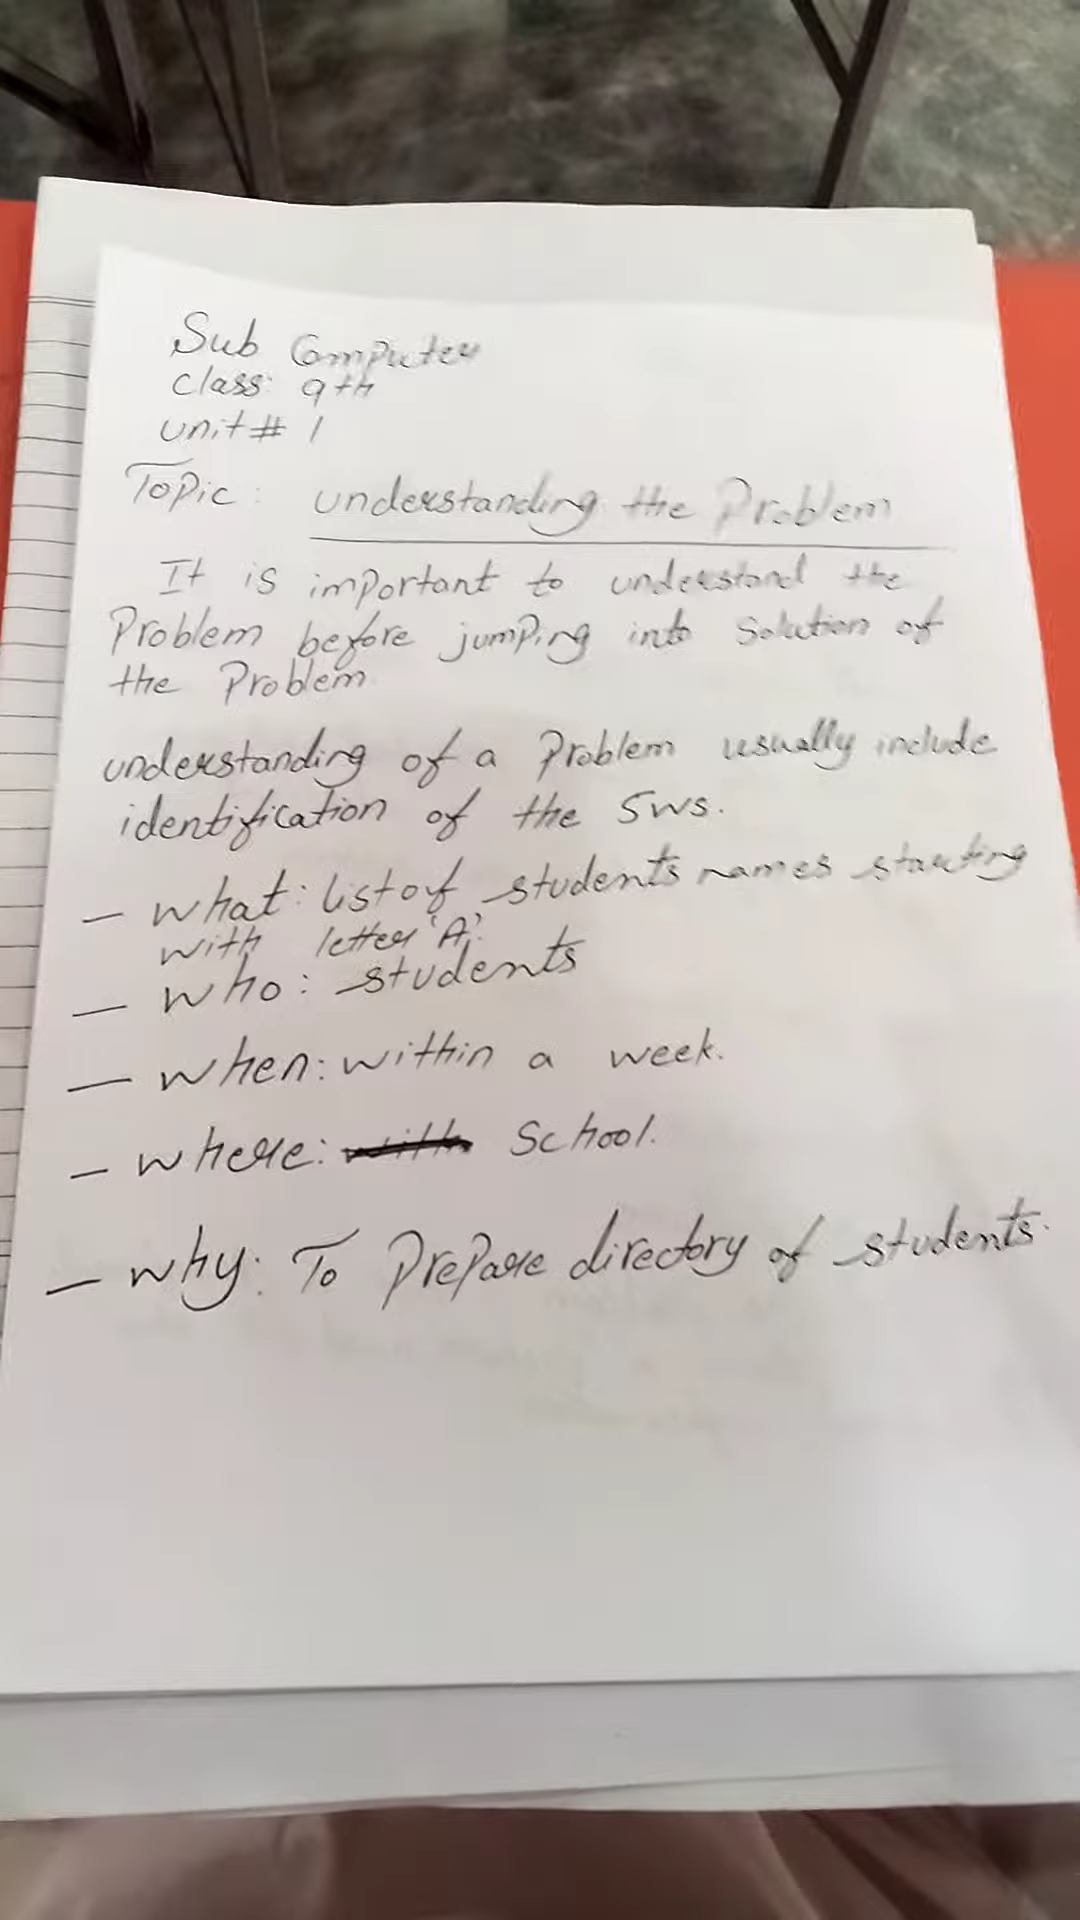 Sub Computer
Class: 9th
Unit # 1
Topic: understanding the Problem
It is important to understand the
Problem before jumping into Solution of
the Problem
understanding of a Problem usually include
identification of the 5ws.
— what: list of students names starting
with letter 'A'.
— who: students
— when: within a week.
— where: School.
— why: To Prepare directory of students.